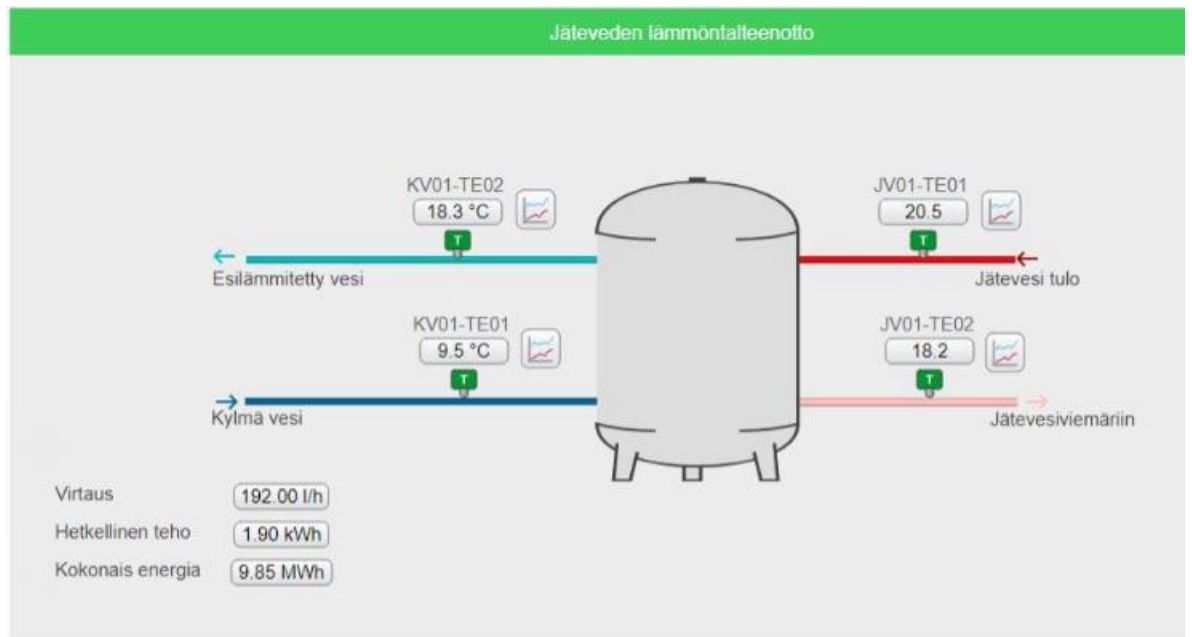 Jäteveden lämmöntalteenotto
KV01-TE02
18.3 °C
T
Esilämmitetty vesi
JV01-TE01
20.5
T
Jätevesi tulo
KV01-TE01
9.5 °C
T
Kylmä vesi
JV01-TE02
18.2
T
Jätevesiviemäriin
Virtaus 192.00 l/h
Hetkellinen teho 1.90 kWh
Kokonais energia 9.85 MWh